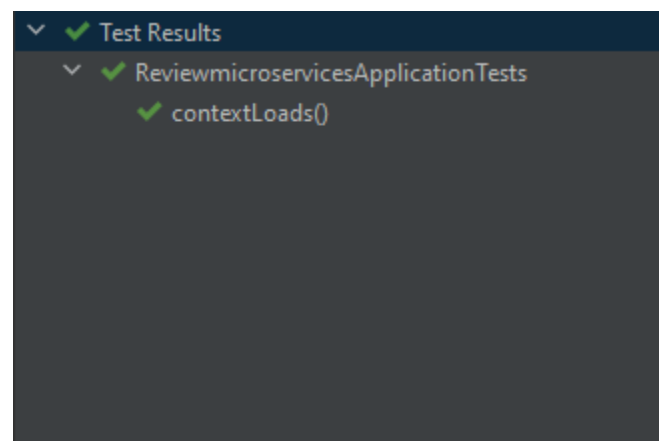 Test Results
ReviewmicroservicesApplicationTests
contextLoads()